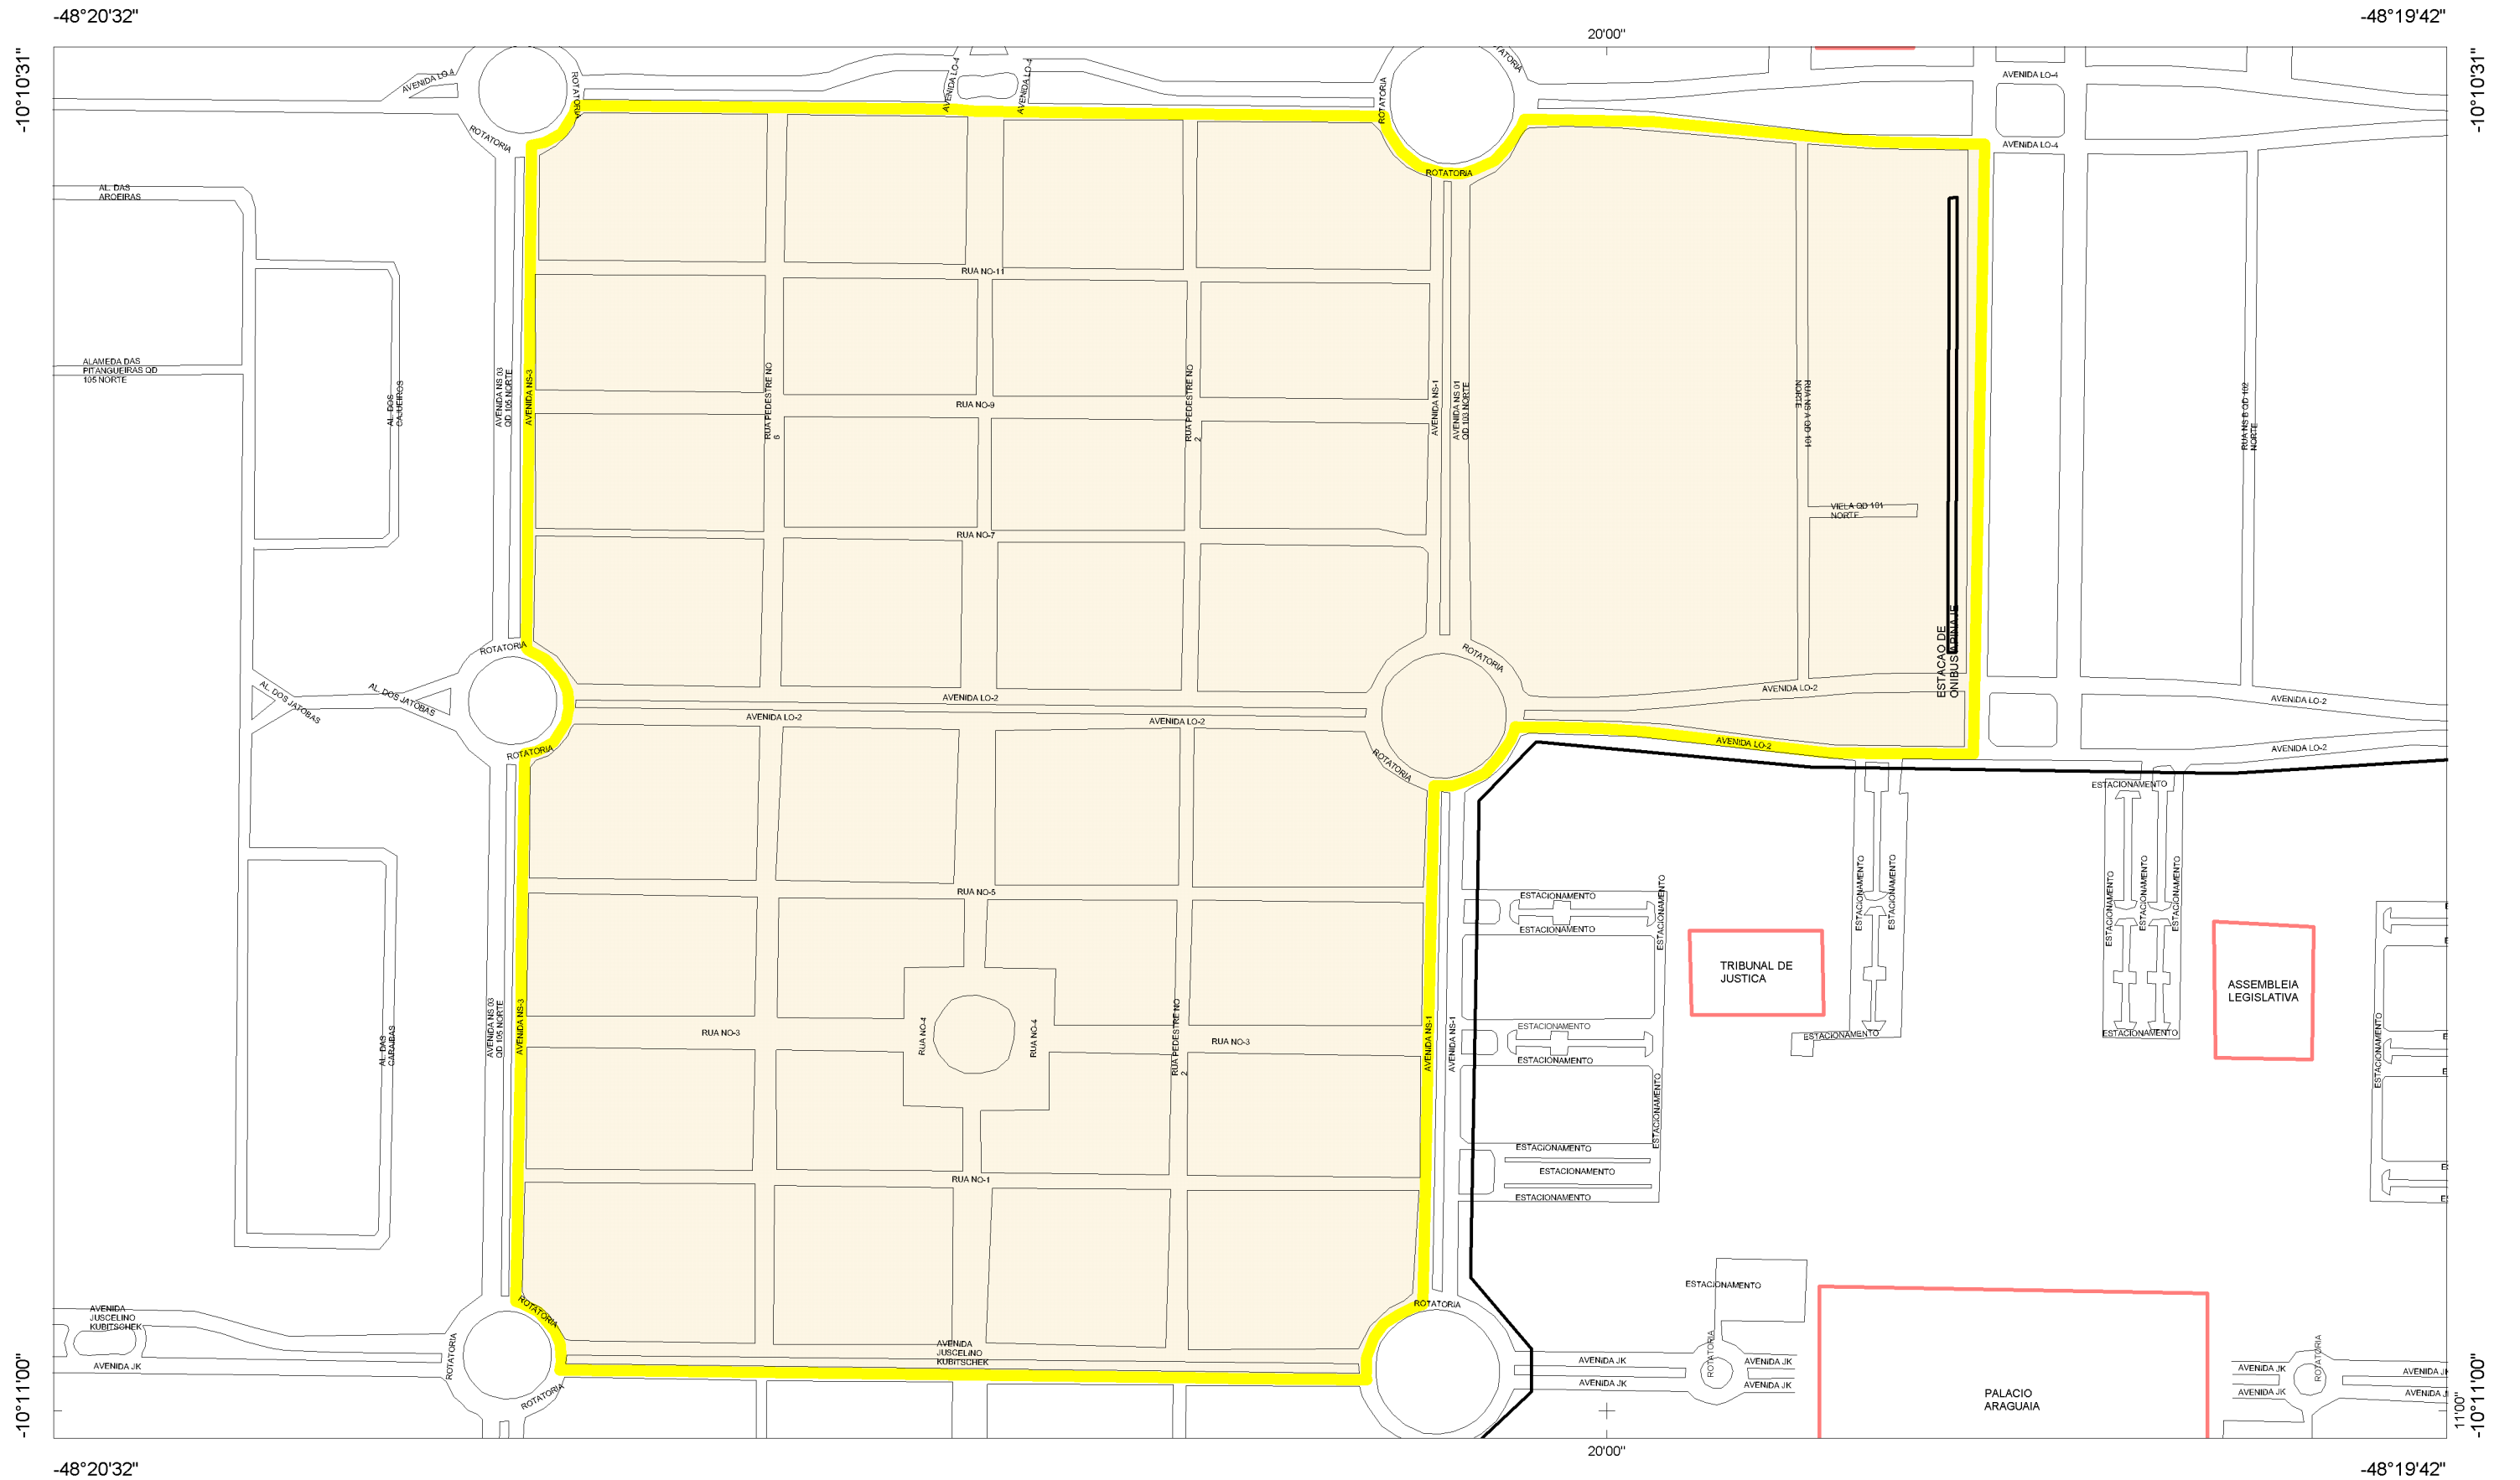 -48°20'32"
-48°19'42"
20'00"
-10°10'31"
-10°10'31"
AVENIDA LO-4
ROTATORIA
AVENIDA LO-4
AVENIDA LO-4
ROTATORIA
ROTATORIA
AVENIDA LO-4
ROTATORIA
AVENIDA LO-4
ROTATORIA
AL. DAS
AROEIRAS
RUA NO-11
ALAMEDA DAS
PITANGUEIRAS QD
105 NORTE
AL. DOS
CAJUEIROS
AVENIDA NS 03
QD 105 NORTE
AVENIDA NS-3
RUA PEDESTRE NO
6
RUA NO-9
RUA PEDESTRE NO
2
AVENIDA NS-1
AVENIDA NS 01
QD 103 NORTE
RUA NS A QD 101
NORTE
RUA NS B QD 102
NORTE
VIELA QD 101
NORTE
RUA NO-7
ESTACAO DE
ONIBUS APINAJE
ROTATORIA
ROTATORIA
AL. DOS JATOBAS
AL. DOS JATOBAS
AVENIDA LO-2
AVENIDA LO-2
AVENIDA LO-2
AVENIDA LO-2
AVENIDA LO-2
AVENIDA LO-2
AVENIDA LO-2
ROTATORIA
ROTATORIA
ESTACIONAMENTO
RUA NO-5
ESTACIONAMENTO
ESTACIONAMENTO
ESTACIONAMENTO
ESTACIONAMENTO
ESTACIONAMENTO
ESTACIONAMENTO
ESTACIONAMENTO
ESTACIONAMENTO
TRIBUNAL DE
JUSTICA
ASSEMBLEIA
LEGISLATIVA
AVENIDA NS 03
QD 105 NORTE
AVENIDA NS-3
AL. DAS
CARAIBAS
RUA NO-3
RUA NO-4
RUA NO-4
RUA PEDESTRE NO
2
RUA NO-3
AVENIDA NS-1
AVENIDA NS-1
ESTACIONAMENTO
ESTACIONAMENTO
ESTACIONAMENTO
ESTACIONAMENTO
ESTACIONAMENTO
ESTACIONAMENTO
ESTACIONAMENTO
ESTACIONAMENTO
ESTACIONAMENTO
RUA NO-1
ESTACIONAMENTO
ROTATORIA
ROTATORIA
AVENIDA
JUSCELINO
KUBITSCHEK
AVENIDA JK
ROTATORIA
ROTATORIA
AVENIDA
JUSCELINO
KUBITSCHEK
AVENIDA JK
AVENIDA JK
ROTATORIA
AVENIDA JK
AVENIDA JK
PALACIO
ARAGUAIA
AVENIDA JK
AVENIDA JK
ROTATORIA
AVENIDA JK
AVENIDA J
-10°11'00"
11'00"
-10°11'00"
20'00"
-48°20'32"
-48°19'42"